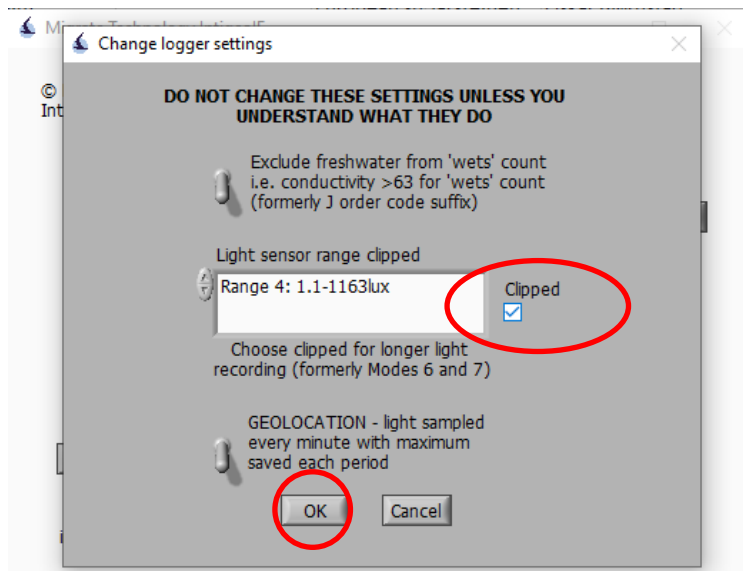 Change logger settings
©
Int
DO NOT CHANGE THESE SETTINGS UNLESS YOU
UNDERSTAND WHAT THEY DO
Exclude freshwater from 'wets' count
i.e. conductivity >63 for 'wets' count
(formerly J order code suffix)
Light sensor range clipped
Range 4: 1.1-1163lux
Clipped
Choose clipped for longer light
recording (formerly Modes 6 and 7)
GEOLOCATION - light sampled
every minute with maximum
saved each period
OK Cancel